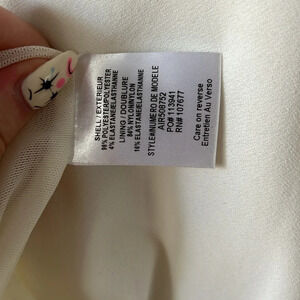 SHELL / EXTERIEUR
96% POLYESTER/POLYESTER
4% ELASTANE/ELASTHANNE
LINING / DOUBLURE
84% NYLON/NYLON
16% ELASTANE/ELASTHANNE
STYLE#/NUMERO DE MODELE
AIR508752
PO# 113941
RN# 107677
Care on Reverse
Entretien Au Verso